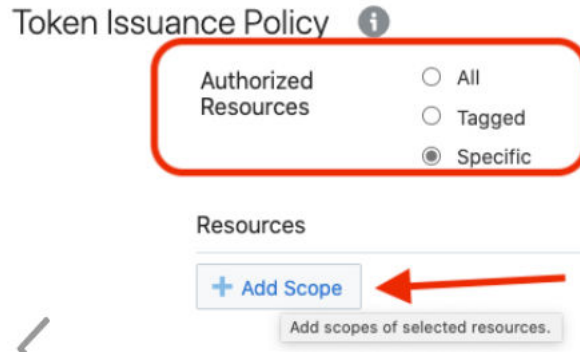 Token Issuance Policy
Authorized
Resources
All
Tagged
Specific
Resources
+ Add Scope
Add scopes of selected resources.